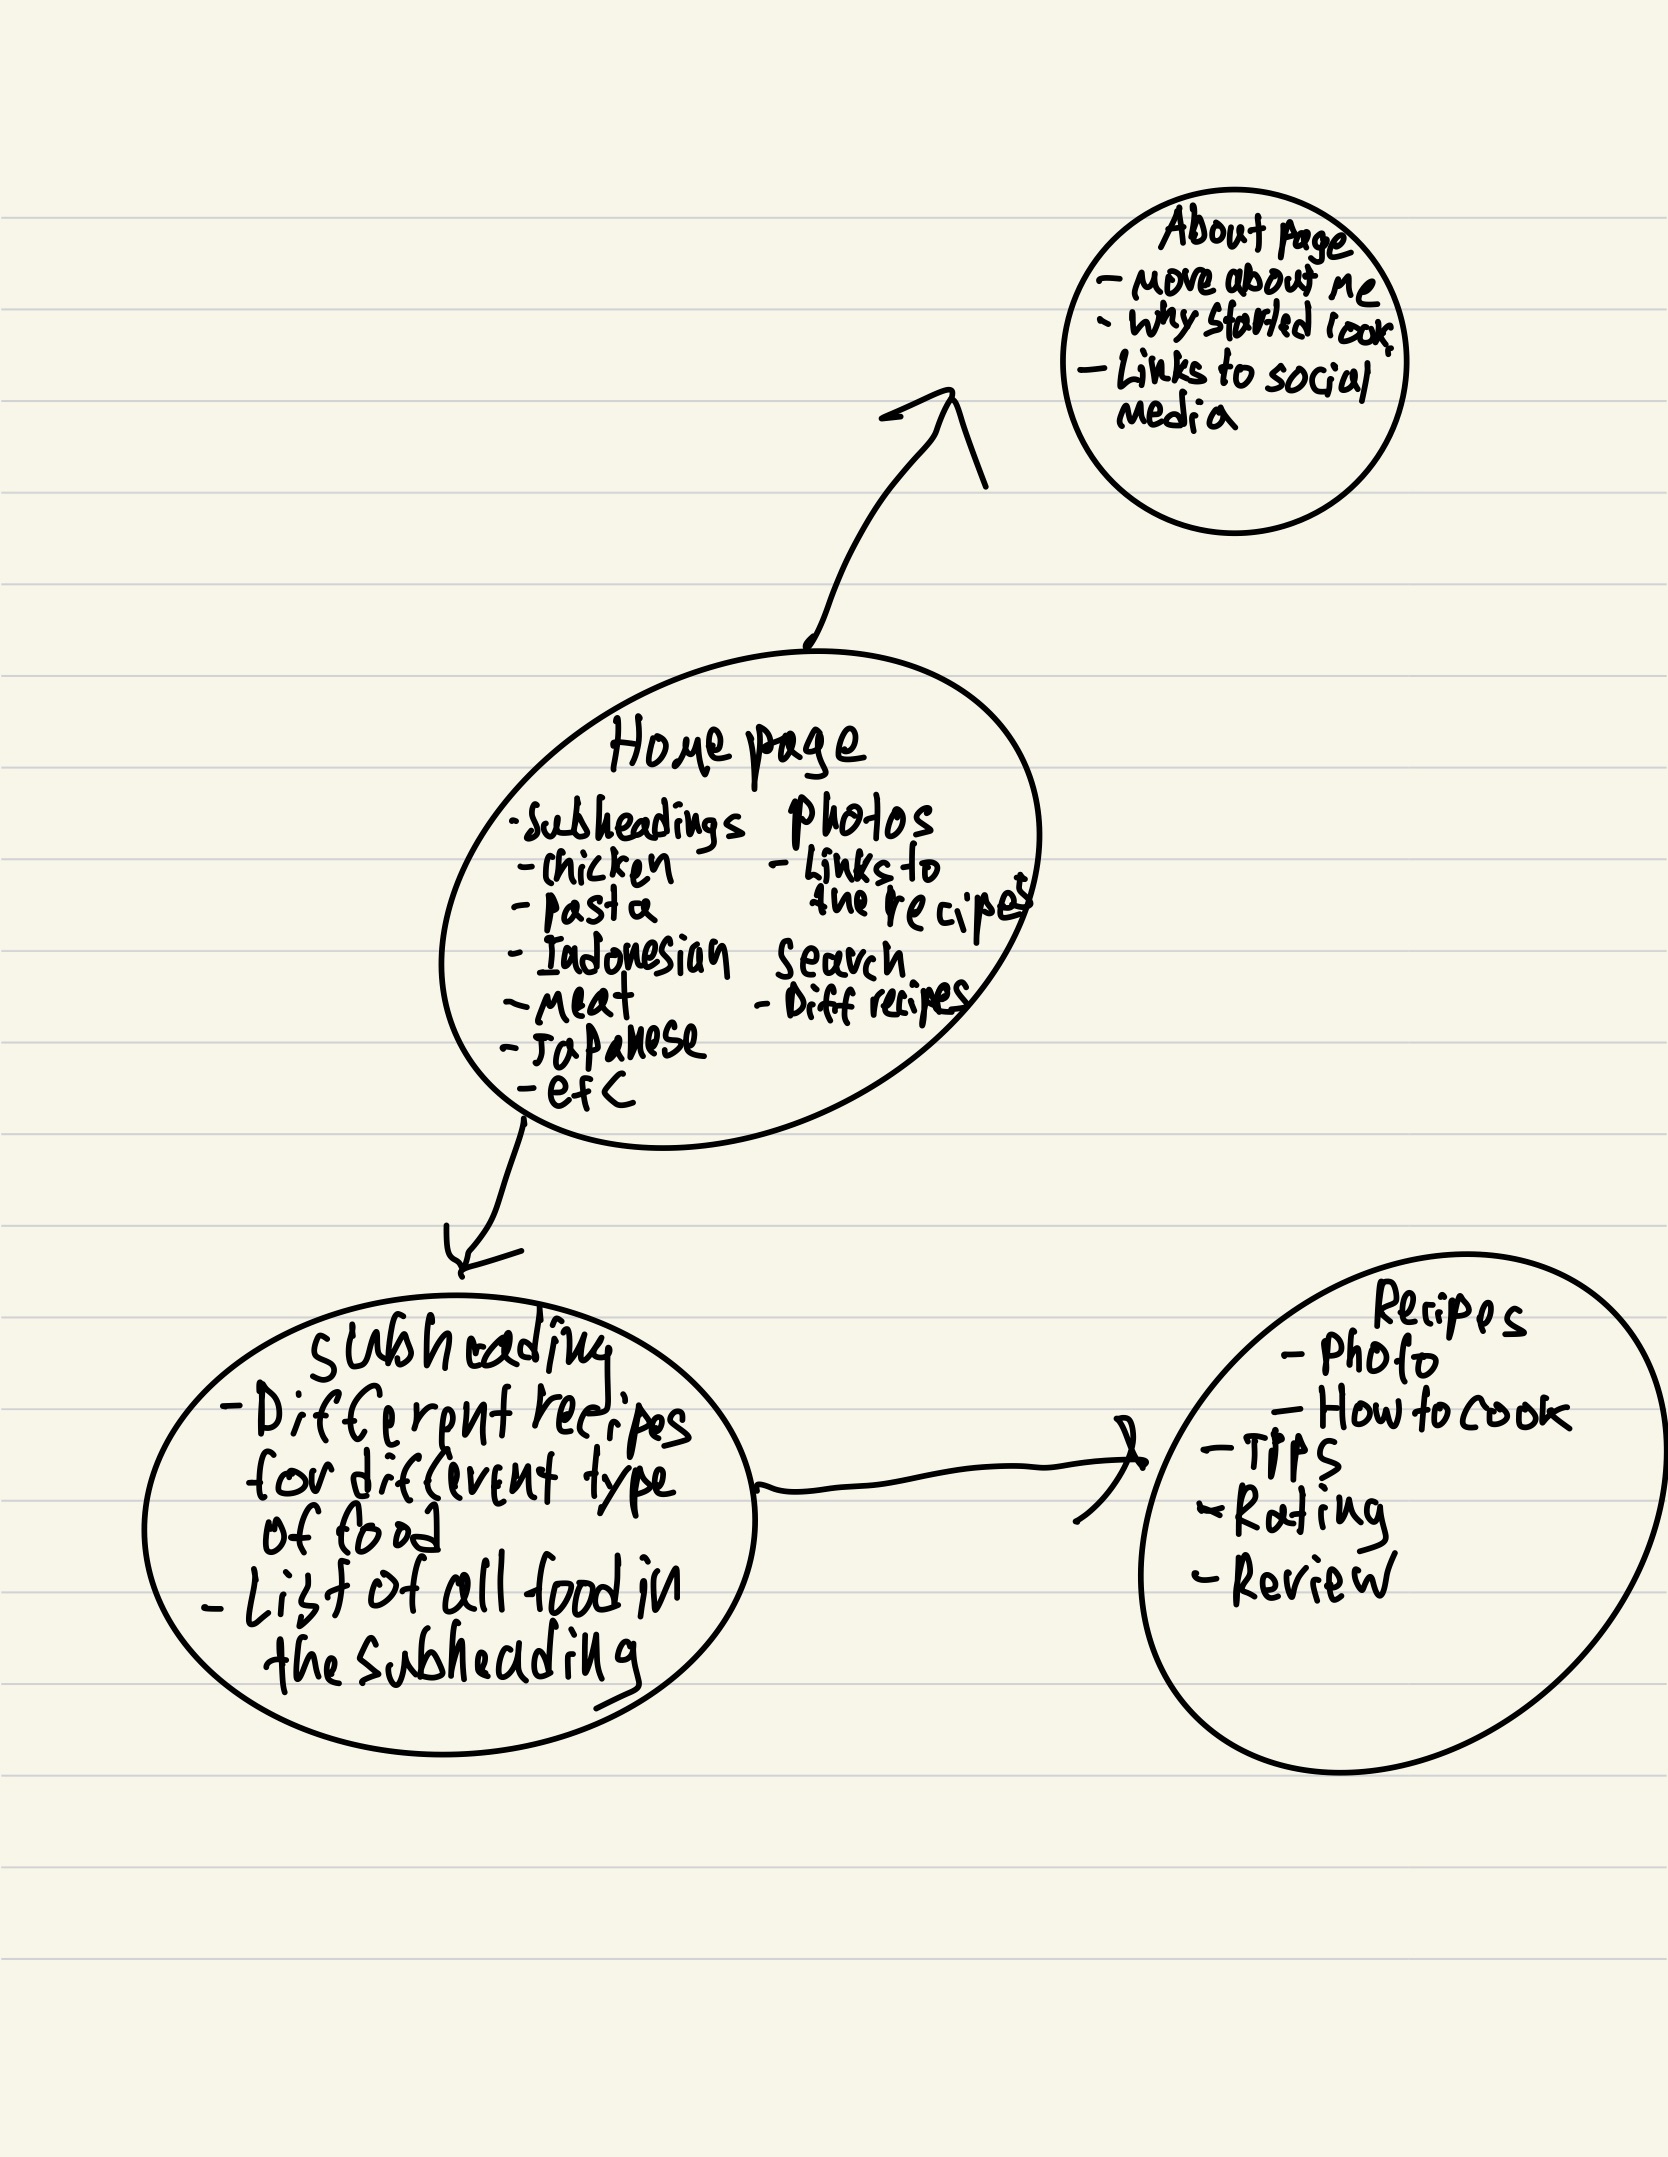 About page
- More about me
- Why started cook
- Links to social
media
Home page
- Subheadings
- chicken
- pasta
- Indonesian
- Meat
- Japanese
- etc
Photos
- Links to
the recipes
Search
- Diff recipes
Subheading
- Different recipes
for different type
of food
- List of all food in
the subheading
Recipes
- Photo
- How to cook
- Tips
- Rating
- Review